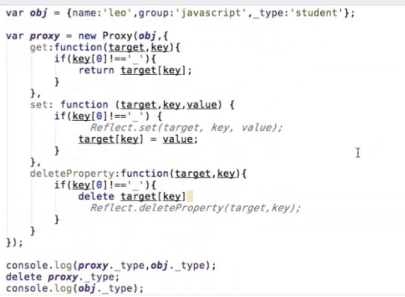 var obj = {name:'leo',group:'javascript',_type:'student'};
var proxy = new Proxy(obj,{
get:function(target,key){
if(key[0]!=='_'){
return target[key];
}
},
set: function (target,key,value) {
if(key[0]!=='_') {
Reflect.set(target, key, value);
target[key] = value;
}
},
deleteProperty:function(target,key){
if(key[0]!=='_'){
delete target[key]
Reflect.deleteProperty(target,key);
}
}
});
console.log(proxy._type,obj._type);
delete proxy._type;
console.log(obj._type);